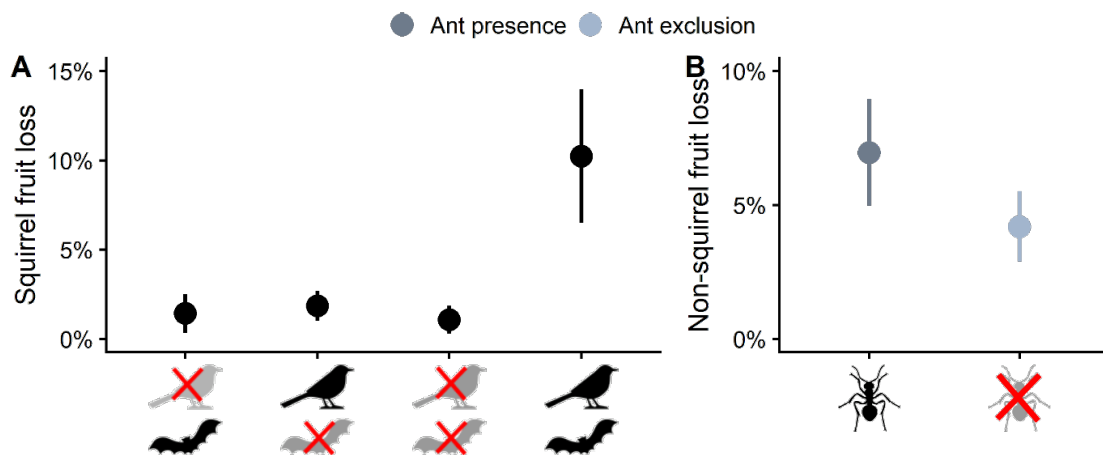 Ant presence Ant exclusion
A
Squirrel fruit loss
15%
10%
5%
0%
B
Non-squirrel fruit loss
10%
5%
0%